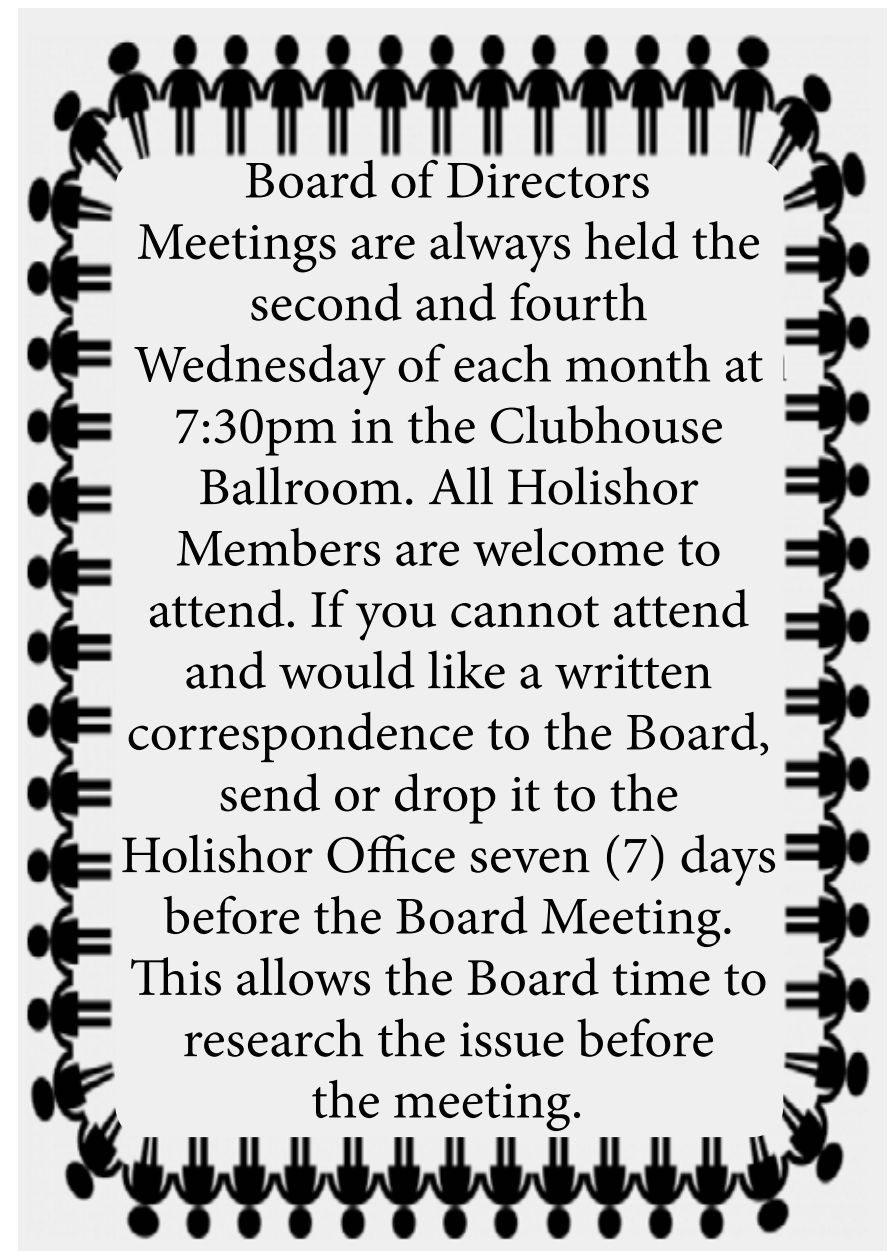 Board of Directors
Meetings are always held the
second and fourth
Wednesday of each month at
7:30pm in the Clubhouse
Ballroom. All Holishor
Members are welcome to
attend. If you cannot attend
and would like a written
correspondence to the Board,
send or drop it to the
Holishor Office seven (7) days
before the Board Meeting.
This allows the Board time to
research the issue before
the meeting.